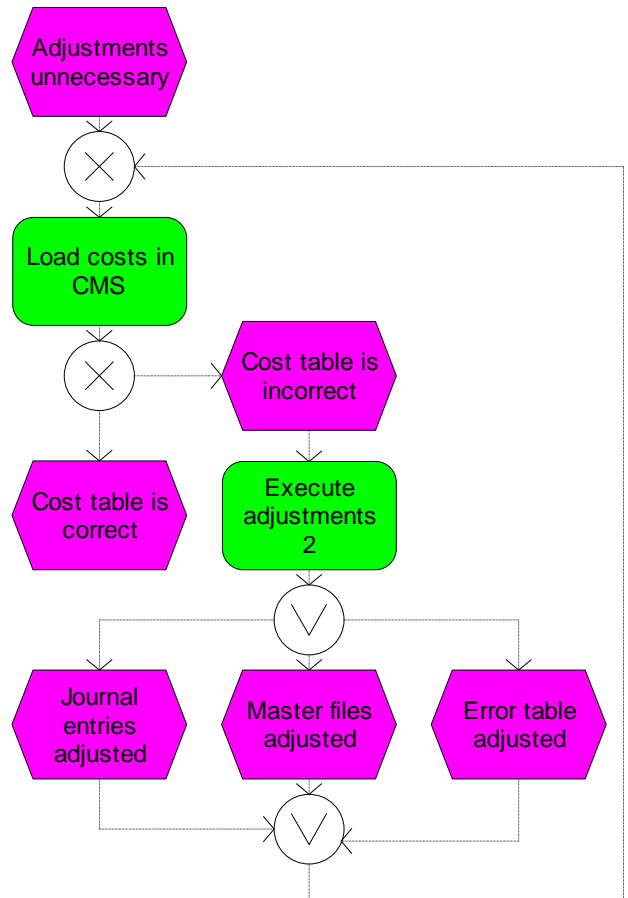 Adjustments
unnecessary
Load costs in
CMS
Cost table is
incorrect
Cost table is
correct
Execute
adjustments
2
Journal
entries
adjusted
Master files
adjusted
Error table
adjusted